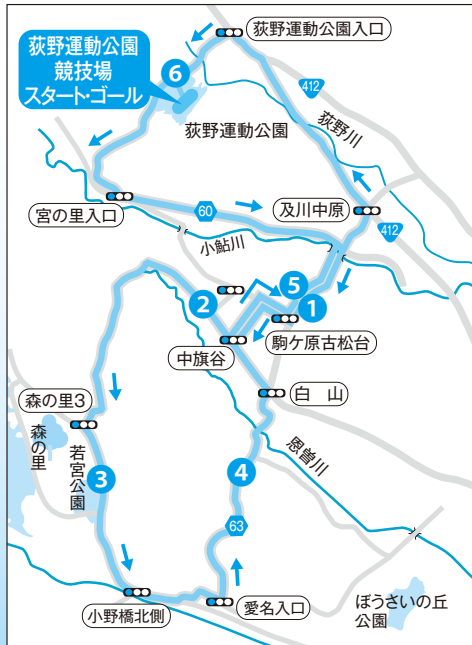 荻野運動公園
競技場
スタート・ゴール
6
荻野運動公園入口
412
荻野川
荻野運動公園
宮の里入口
60
及川中原
412
小鮎川
5
2
1
駒ケ原古松台
中旗谷
白　山
森の里3
森の里
若宮公園
3
4
恩曽川
63
小野橋北側
愛名入口
ぼうさいの丘
公園